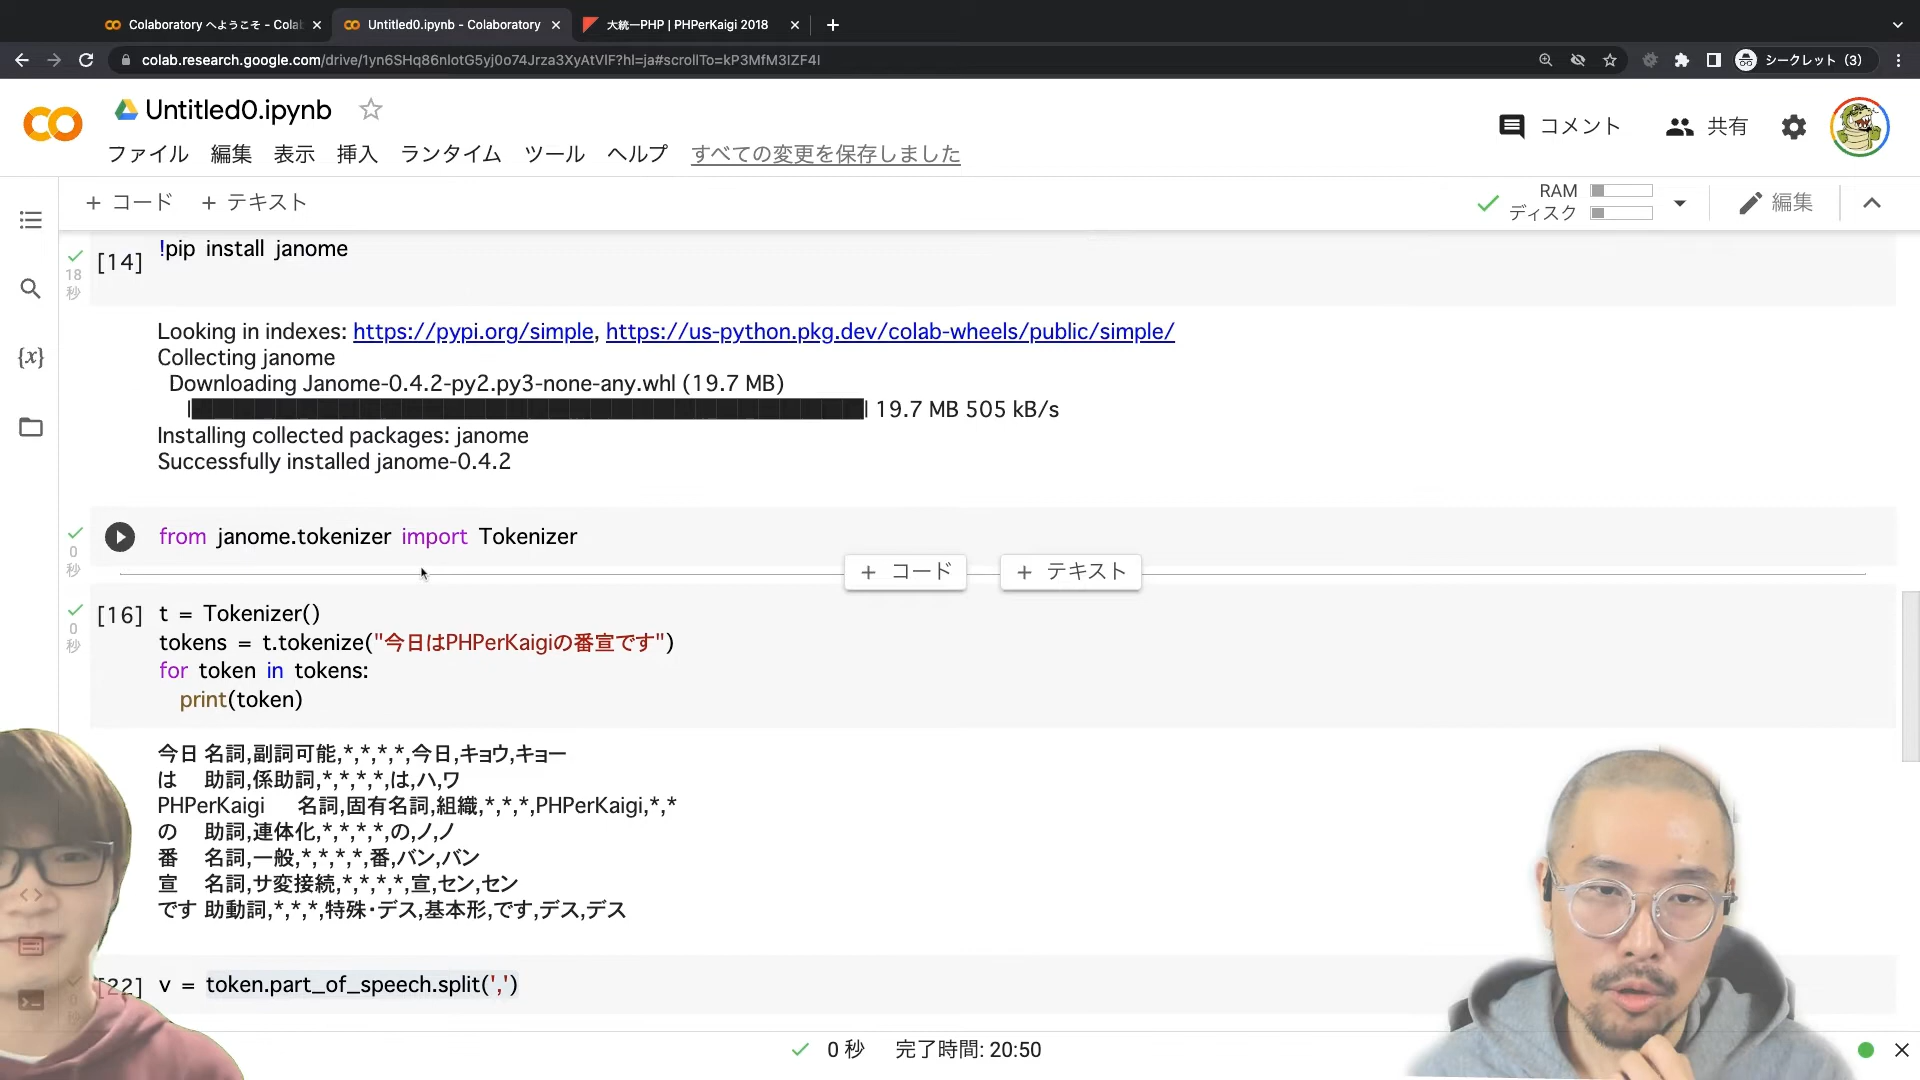 Colaboratory へようこそ - Colab
Untitled0.ipynb - Colaboratory
大統一PHP | PHPerKaigi 2018
colab.research.google.com/drive/1yn6SHq86nlotG5yj0o74Jrza3XyAtVlF?hl=ja#scrollTo=kP3MfM3IZF4l
シークレット (3)
Untitled0.ipynb
コメント
共有
ファイル 編集 表示 挿入 ランタイム ツール ヘルプ すべての変更を保存しました
+ コード + テキスト
RAM
ディスク
編集
[14] !pip install janome
18
秒
Looking in indexes: https://pypi.org/simple, https://us-python.pkg.dev/colab-wheels/public/simple/
Collecting janome
Downloading Janome-0.4.2-py2.py3-none-any.whl (19.7 MB)
19.7 MB 505 kB/s
Installing collected packages: janome
Successfully installed janome-0.4.2
from janome.tokenizer import Tokenizer
0
秒
+ コード + テキスト
[16] t = Tokenizer()
0
秒
tokens = t.tokenize("今日はPHPerKaigiの番宣です")
for token in tokens:
print(token)
今日 名詞,副詞可能,*,*,*,*,今日,キョウ,キョー
は 助詞,係助詞,*,*,*,*,は,ハ,ワ
PHPerKaigi 名詞,固有名詞,組織,*,*,*,PHPerKaigi,*,*
の 助詞,連体化,*,*,*,*,の,ノ,ノ
番 名詞,一般,*,*,*,*,番,バン,バン
宣 名詞,サ変接続,*,*,*,*,宣,セン,セン
です 助動詞,*,*,*,特殊・デス,基本形,です,デス,デス
[22] v = token.part_of_speech.split(',')
0 秒 完了時間: 20:50